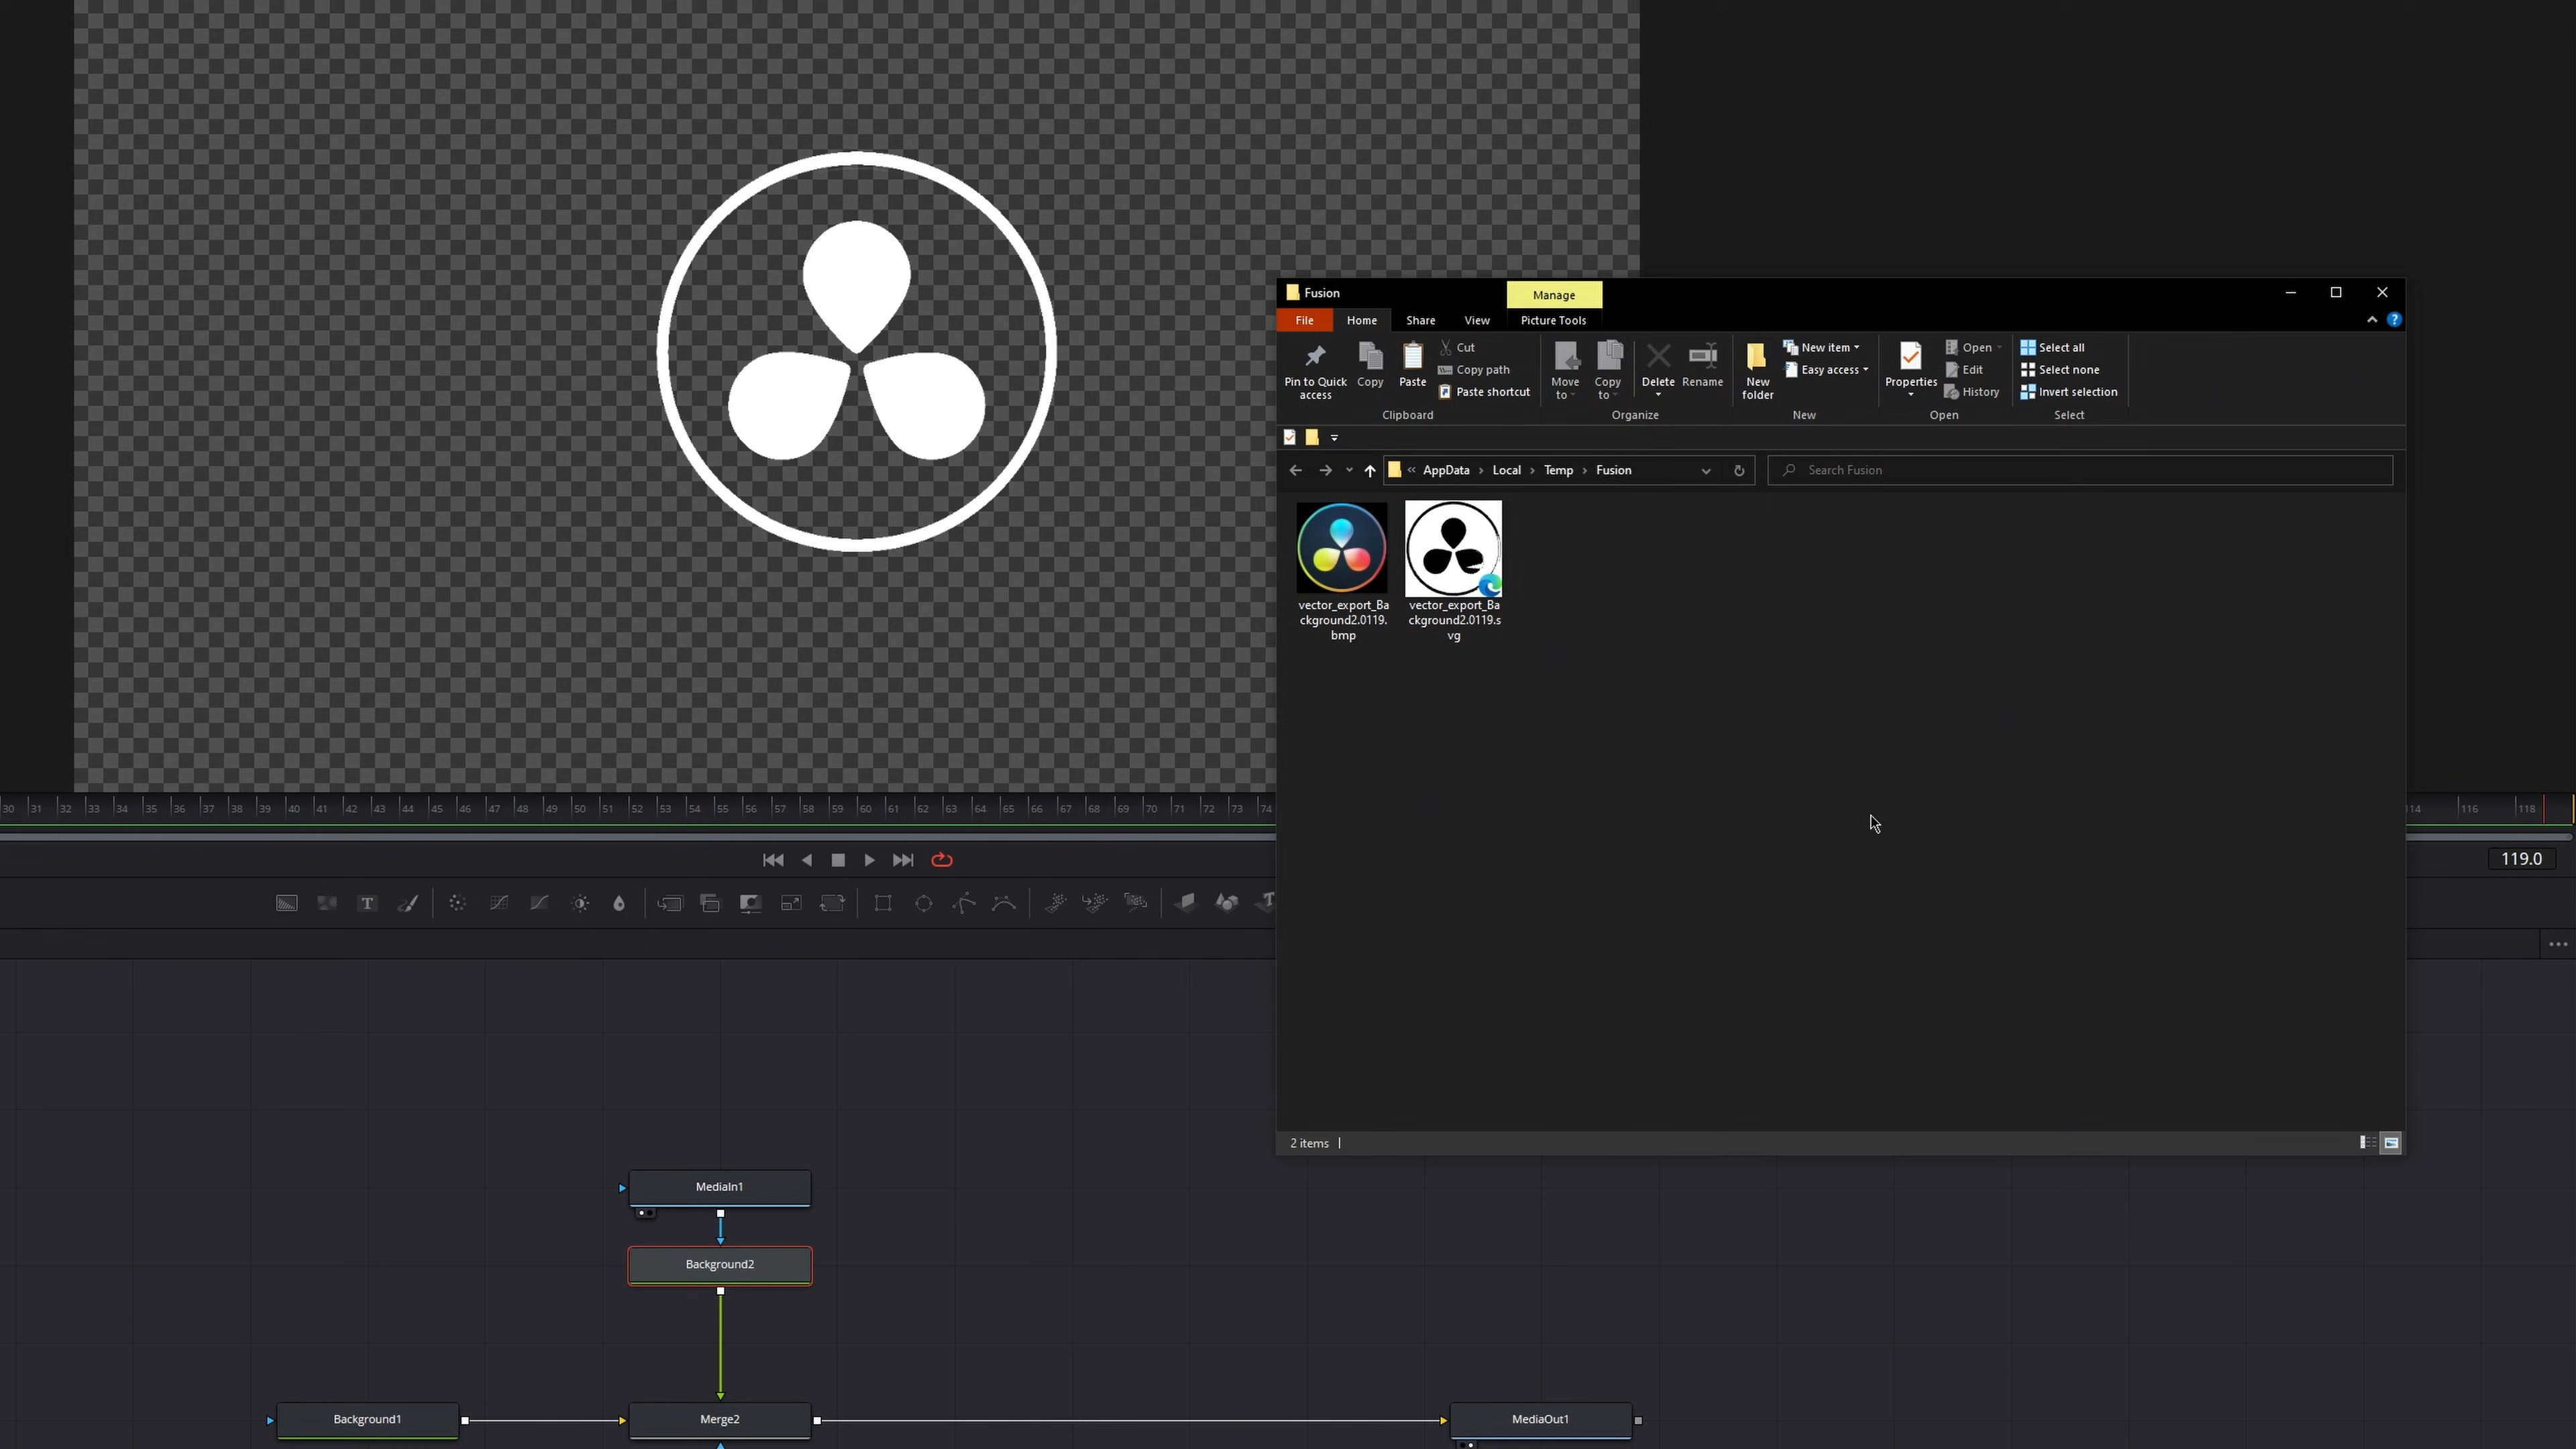 Fusion
Manage
File Home Share View Picture Tools
Pin to Quick access
Copy
Paste
Cut
Copy path
Paste shortcut
Clipboard
Move to
Copy to
Delete
Rename
Organize
New folder
New item
Easy access
New
Properties
Open
Edit
History
Open
Select all
Select none
Invert selection
Select
AppData
Local
Temp
Fusion
Search Fusion
vector_export_Ba
ckground2.0119.
bmp
vector_export_Ba
ckground2.0119.s
vg
30 31 32 33 34 35 36 37 38 39 40 41 42 43 44 45 46 47 48 49 50 51 52 53 54 55 56 57 58 59 60 61 62 63 64 65 66 67 68 69 70 71 72 73 74 114 116 118
119.0
T
2 items
MediaIn1
Background2
Background1
Merge2
MediaOut1